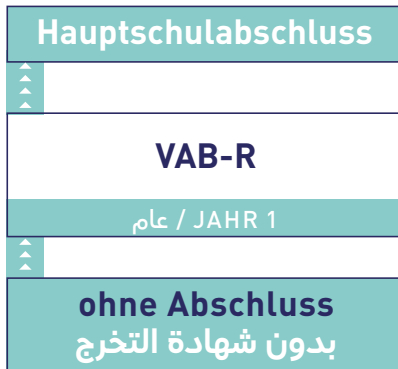 Hauptschulabschluss
VAB-R
عام / JAHR 1
ohne Abschluss
بدون شهادة التخرج